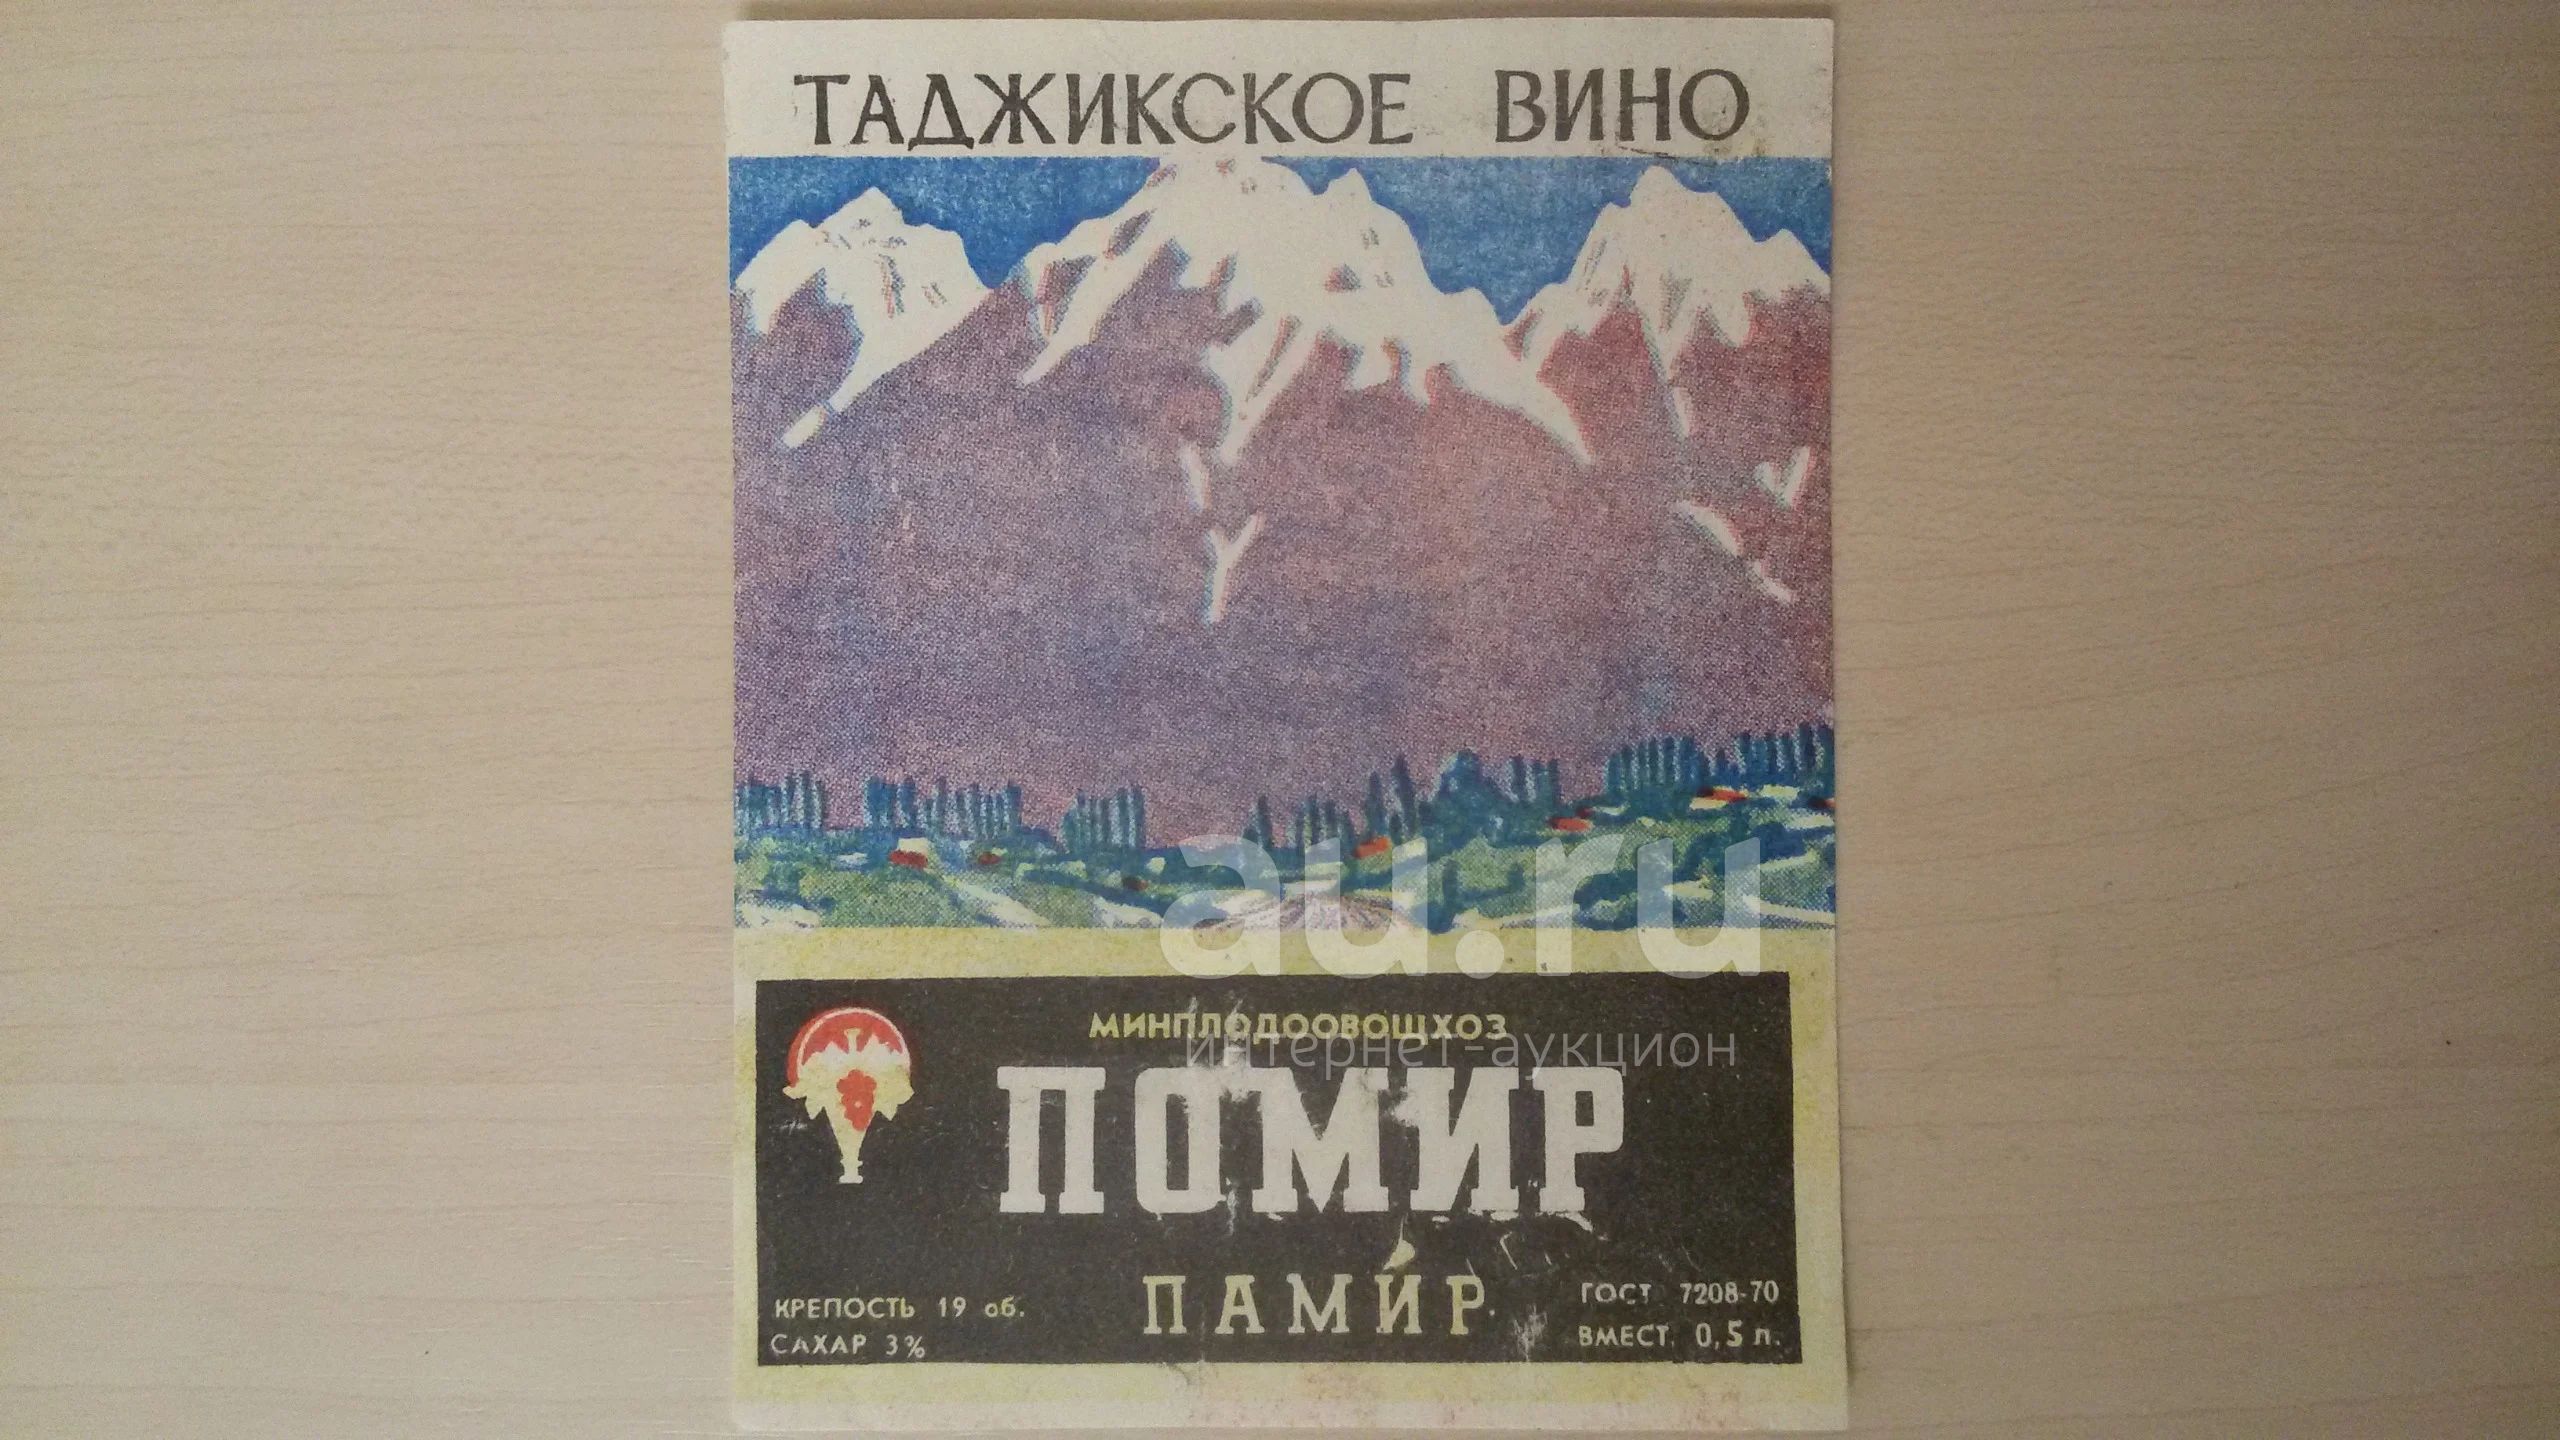 ТАДЖИКСКОЕ ВИНО
au.ru
интернет-аукцион
МИНПЛОДООВОЩХОЗ
ПОМИР
ПАМИ́Р
КРЕПОСТЬ 19 об.
САХАР 3%
ГОСТ 7208-70
ВМЕСТ. 0,5 л.